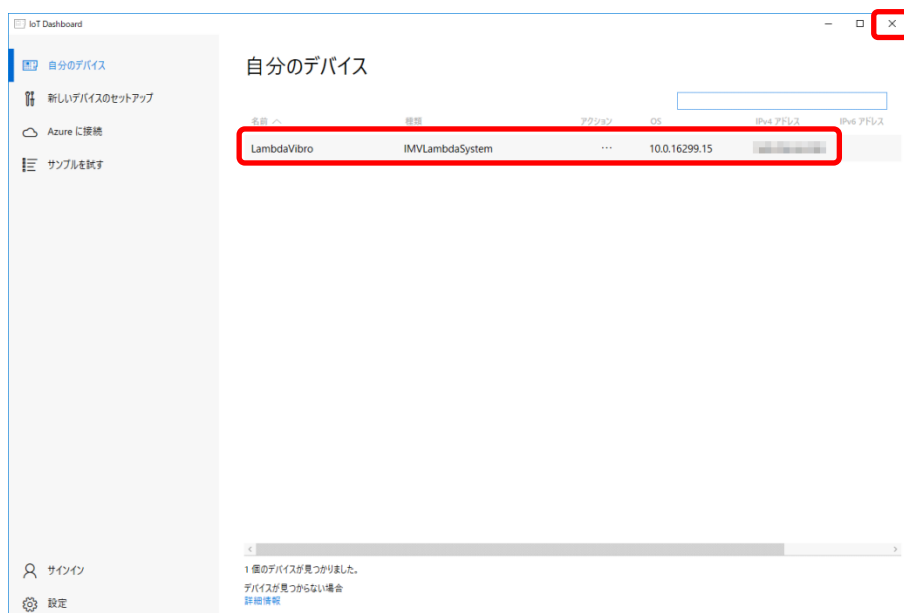 IoT Dashboard
自分のデバイス
新しいデバイスのセットアップ
Azure に接続
サンプルを試す
サインイン
設定
自分のデバイス
名前 種類 アクション OS IPv4 アドレス IPv6 アドレス
LambdaVibro IMVLambdaSystem ··· 10.0.16299.15
1 個のデバイスが見つかりました。
デバイスが見つからない場合
詳細情報